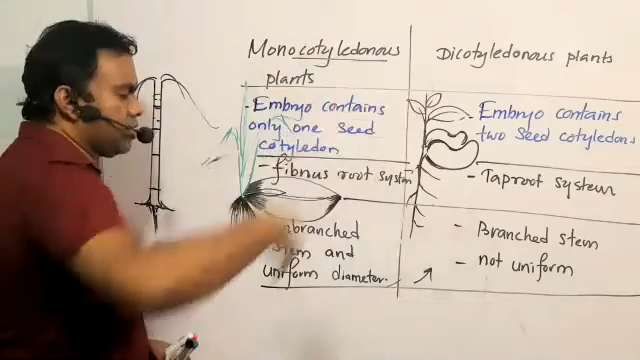 Monocotyledonous
plants
- Embryo contains
only one seed
cotyledon
- fibrus root system
unbranched
stem and
uniform diameter.
Dicotyledonous plants
- Embryo contains
two seed cotyledons
- Taproot system
- Branched stem
- not uniform